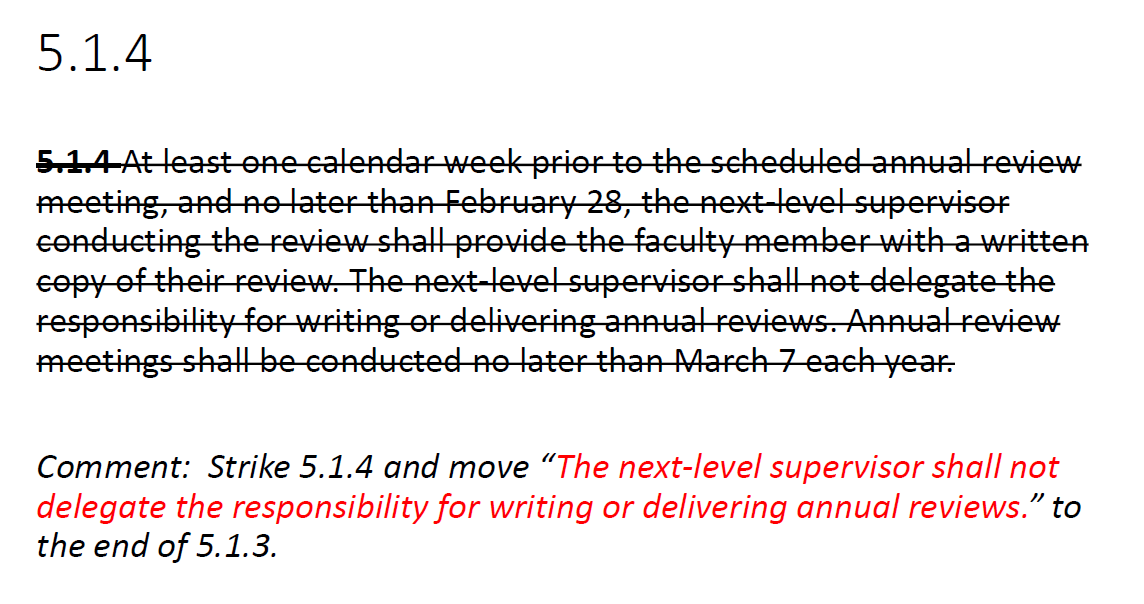 5.1.4
5.1.4 At least one calendar week prior to the scheduled annual review
meeting, and no later than February 28, the next-level supervisor
conducting the review shall provide the faculty member with a written
copy of their review. The next-level supervisor shall not delegate the
responsibility for writing or delivering annual reviews. Annual review
meetings shall be conducted no later than March 7 each year.
Comment:  Strike 5.1.4 and move “The next-level supervisor shall not
delegate the responsibility for writing or delivering annual reviews.” to
the end of 5.1.3.